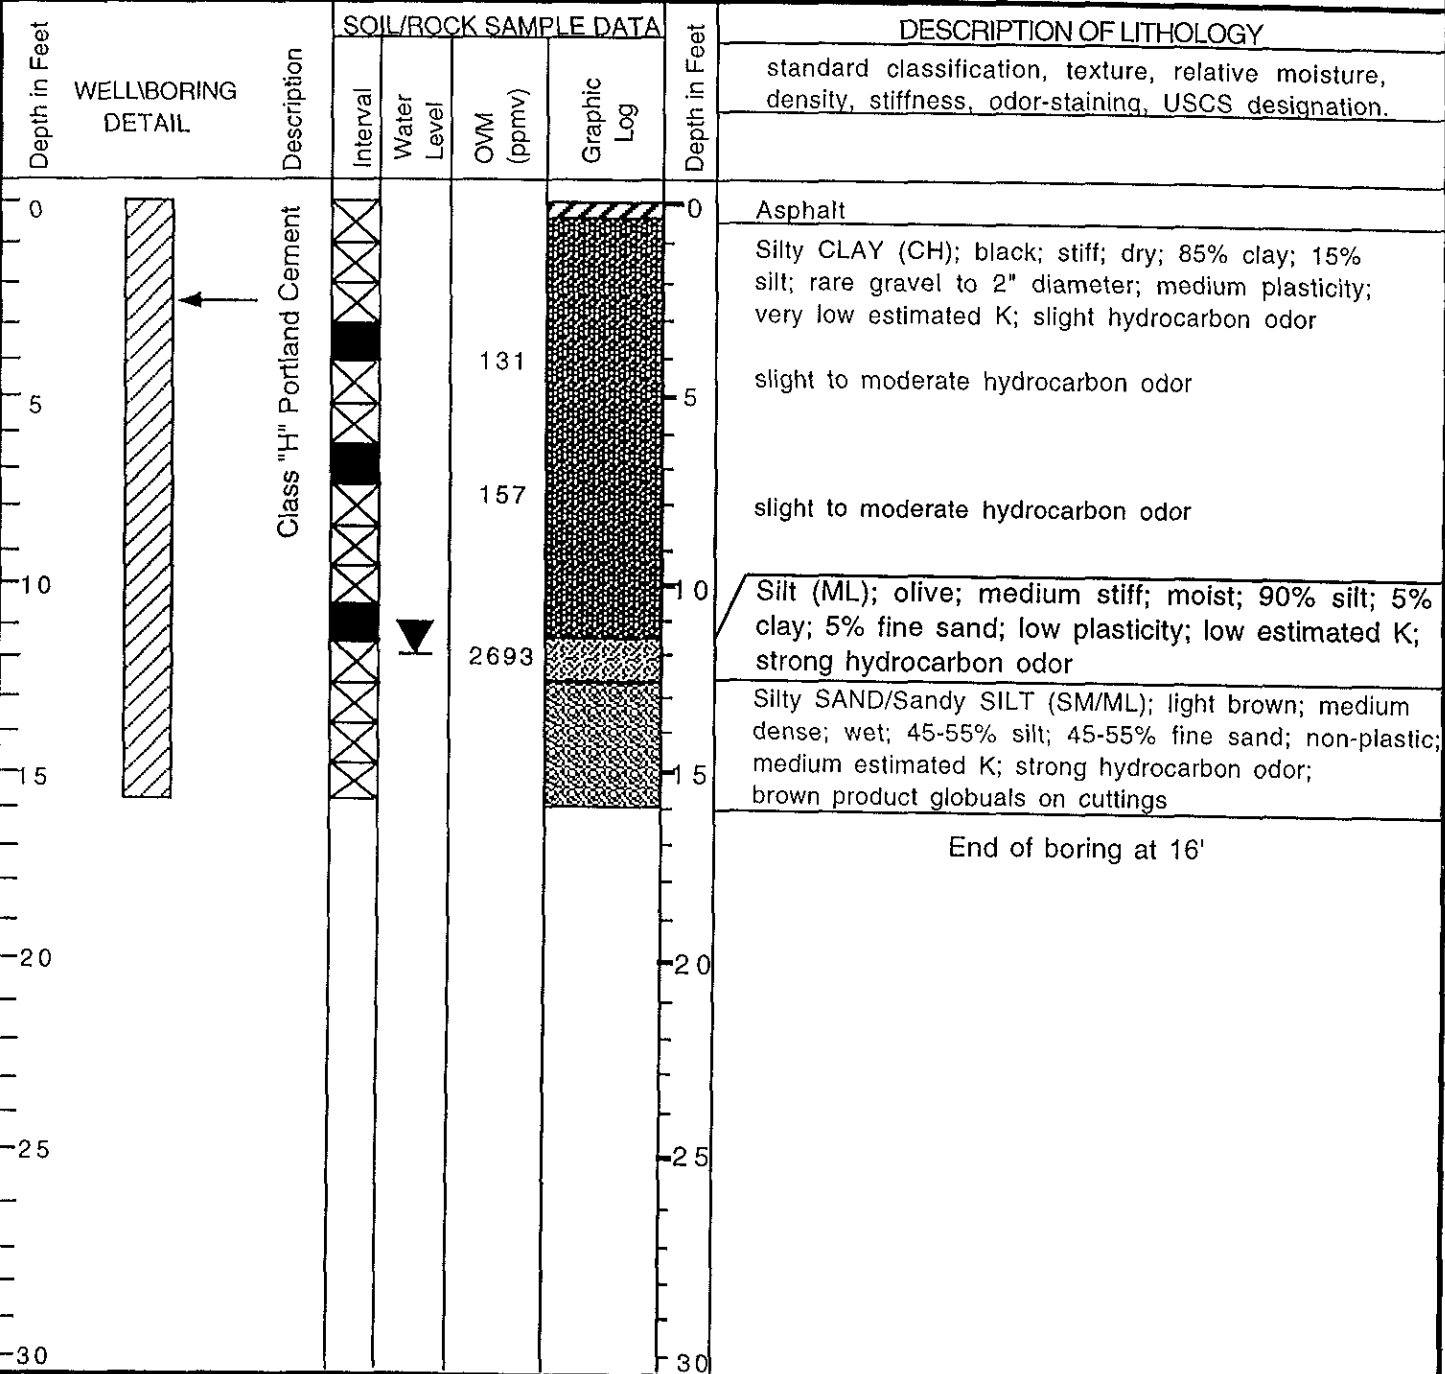 SOIL/ROCK SAMPLE DATA
DESCRIPTION OF LITHOLOGY
Depth in Feet
WELL\BORING
DETAIL
Description
Interval
Water
Level
OVM
(ppmv)
Graphic
Log
Depth in Feet
standard classification, texture, relative moisture,
density, stiffness, odor-staining, USCS designation.
0
5
10
15
20
25
30
Class "H" Portland Cement
131
157
2693
0
5
10
15
20
25
30
Asphalt
Silty CLAY (CH); black; stiff; dry; 85% clay; 15%
silt; rare gravel to 2" diameter; medium plasticity;
very low estimated K; slight hydrocarbon odor
slight to moderate hydrocarbon odor
slight to moderate hydrocarbon odor
Silt (ML); olive; medium stiff; moist; 90% silt; 5%
clay; 5% fine sand; low plasticity; low estimated K;
strong hydrocarbon odor
Silty SAND/Sandy SILT (SM/ML); light brown; medium
dense; wet; 45-55% silt; 45-55% fine sand; non-plastic;
medium estimated K; strong hydrocarbon odor;
brown product globuals on cuttings
End of boring at 16'